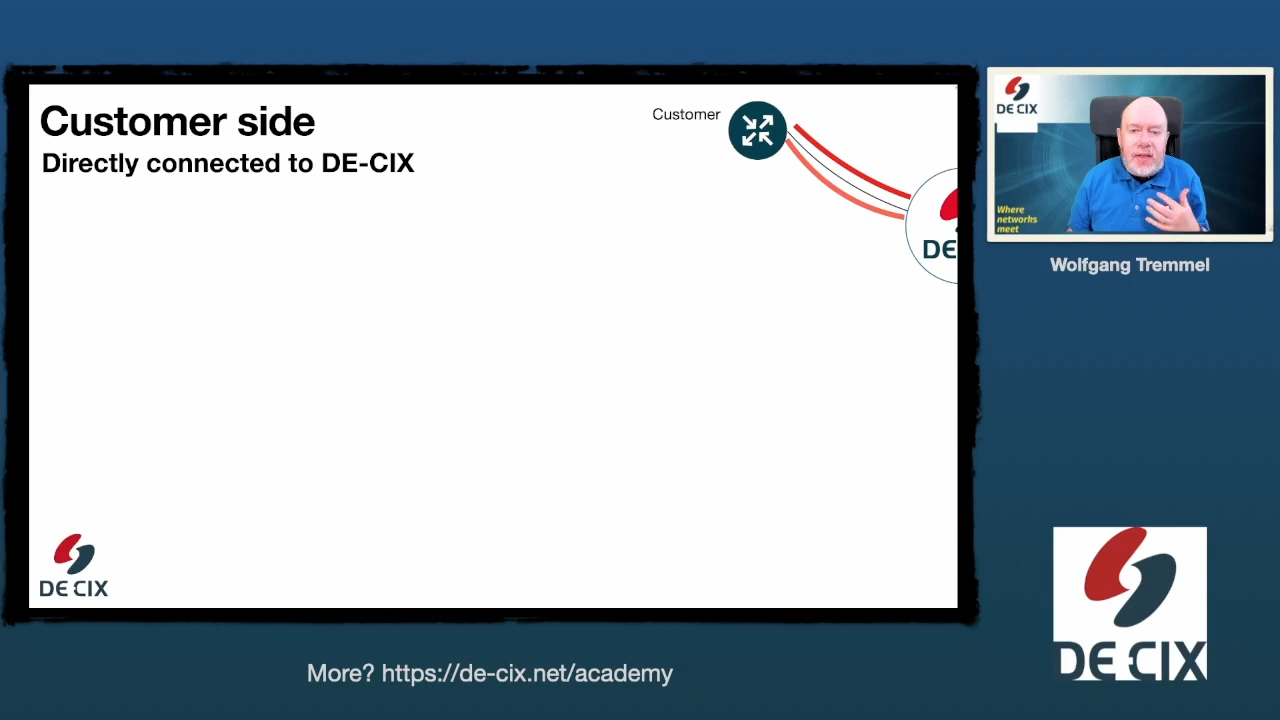 Customer side
Directly connected to DE-CIX
Customer
DE
DE CIX
DE CIX
Where
networks
meet
Wolfgang Tremmel
DE CIX
More? https://de-cix.net/academy